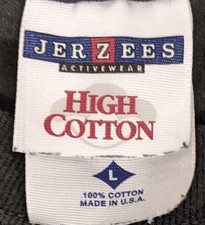 JERZEES
ACTIVEWEAR
HIGH
COTTON
L
100% COTTON
MADE IN U.S.A.